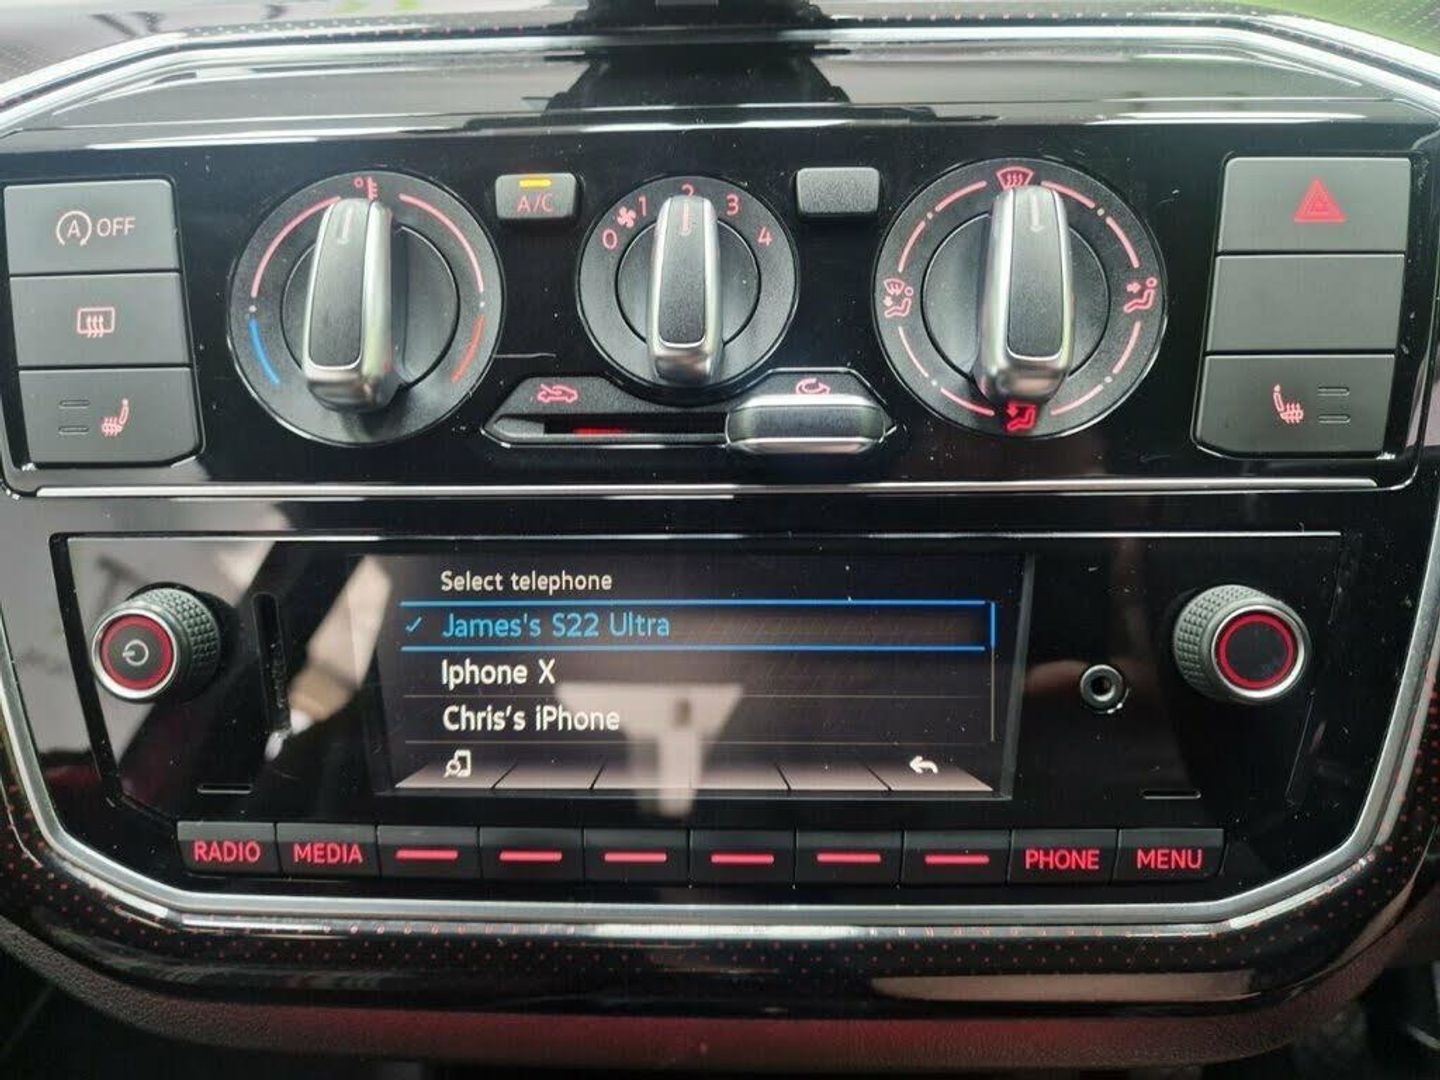 (A) OFF
A/C
0 1 2 3 4
Select telephone
✓ James's S22 Ultra
Iphone X
Chris's iPhone
RADIO MEDIA PHONE MENU